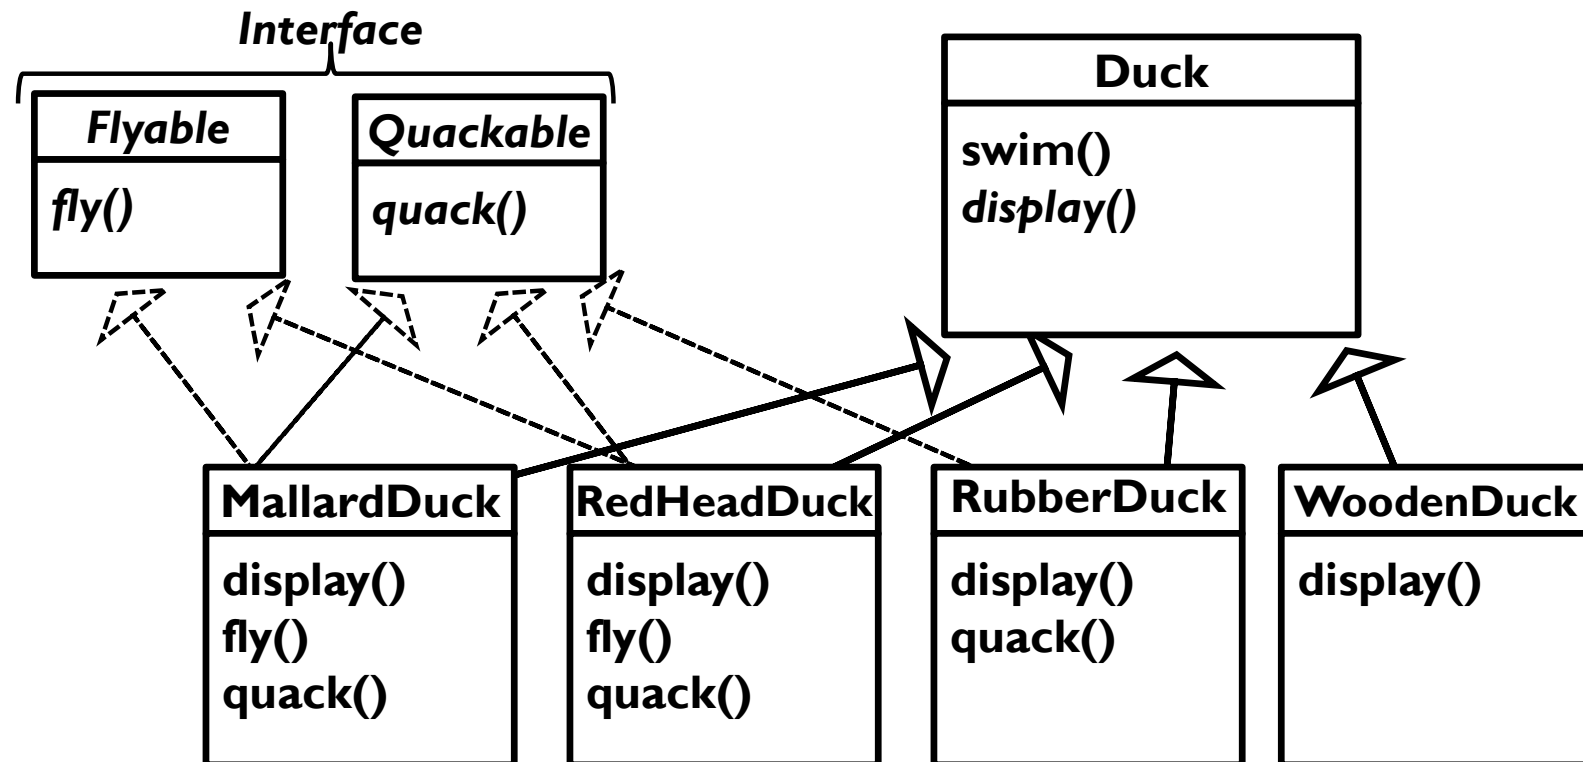 Interface
Flyable
fly()
Quackable
quack()
Duck
swim()
display()
MallardDuck
display()
fly()
quack()
RedHeadDuck
display()
fly()
quack()
RubberDuck
display()
quack()
WoodenDuck
display()